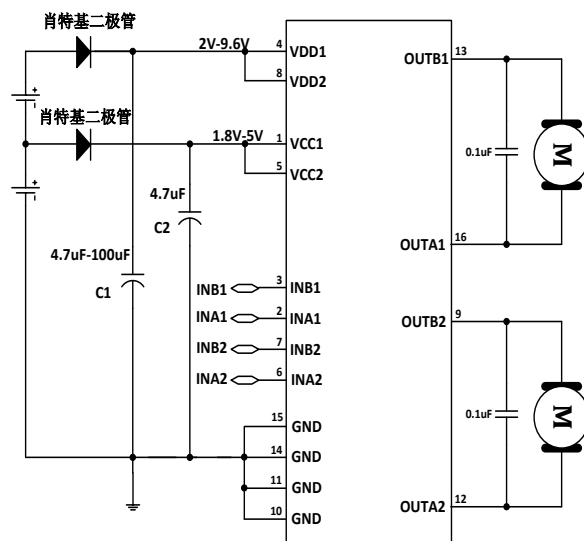 肖特基二极管
2V-9.6V
4
VDD1
8
VDD2
肖特基二极管
1.8V-5V
1
VCC1
5
VCC2
4.7uF
C2
4.7uF-100uF
C1
INB1
3
INB1
INA1
2
INA1
INB2
7
INB2
INA2
6
INA2
15
GND
14
GND
11
GND
10
GND
OUTB1
13
0.1uF
M
OUTA1
16
OUTB2
9
0.1uF
M
OUTA2
12
+
+